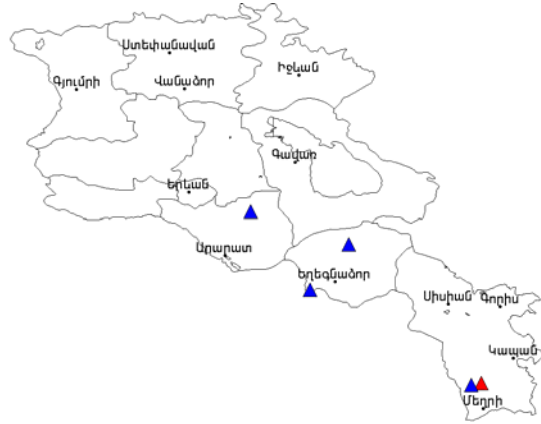 Ստեփանավան
Իջևան
Գյումրի
Վանաձոր
Գավառ
Երևան
Արարատ
Եղեգնաձոր
Սիսիան
Գորիս
Կապան
Մեղրի